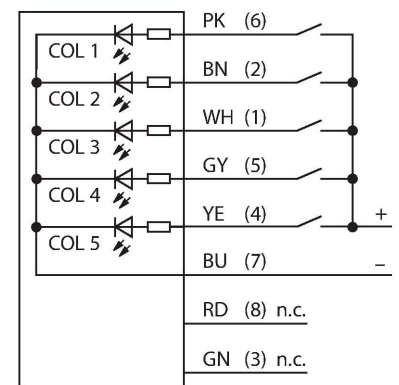 PK (6)
COL 1
BN (2)
COL 2
WH (1)
COL 3
GY (5)
COL 4
YE (4) +
COL 5
BU (7) –
RD (8) n.c.
GN (3) n.c.